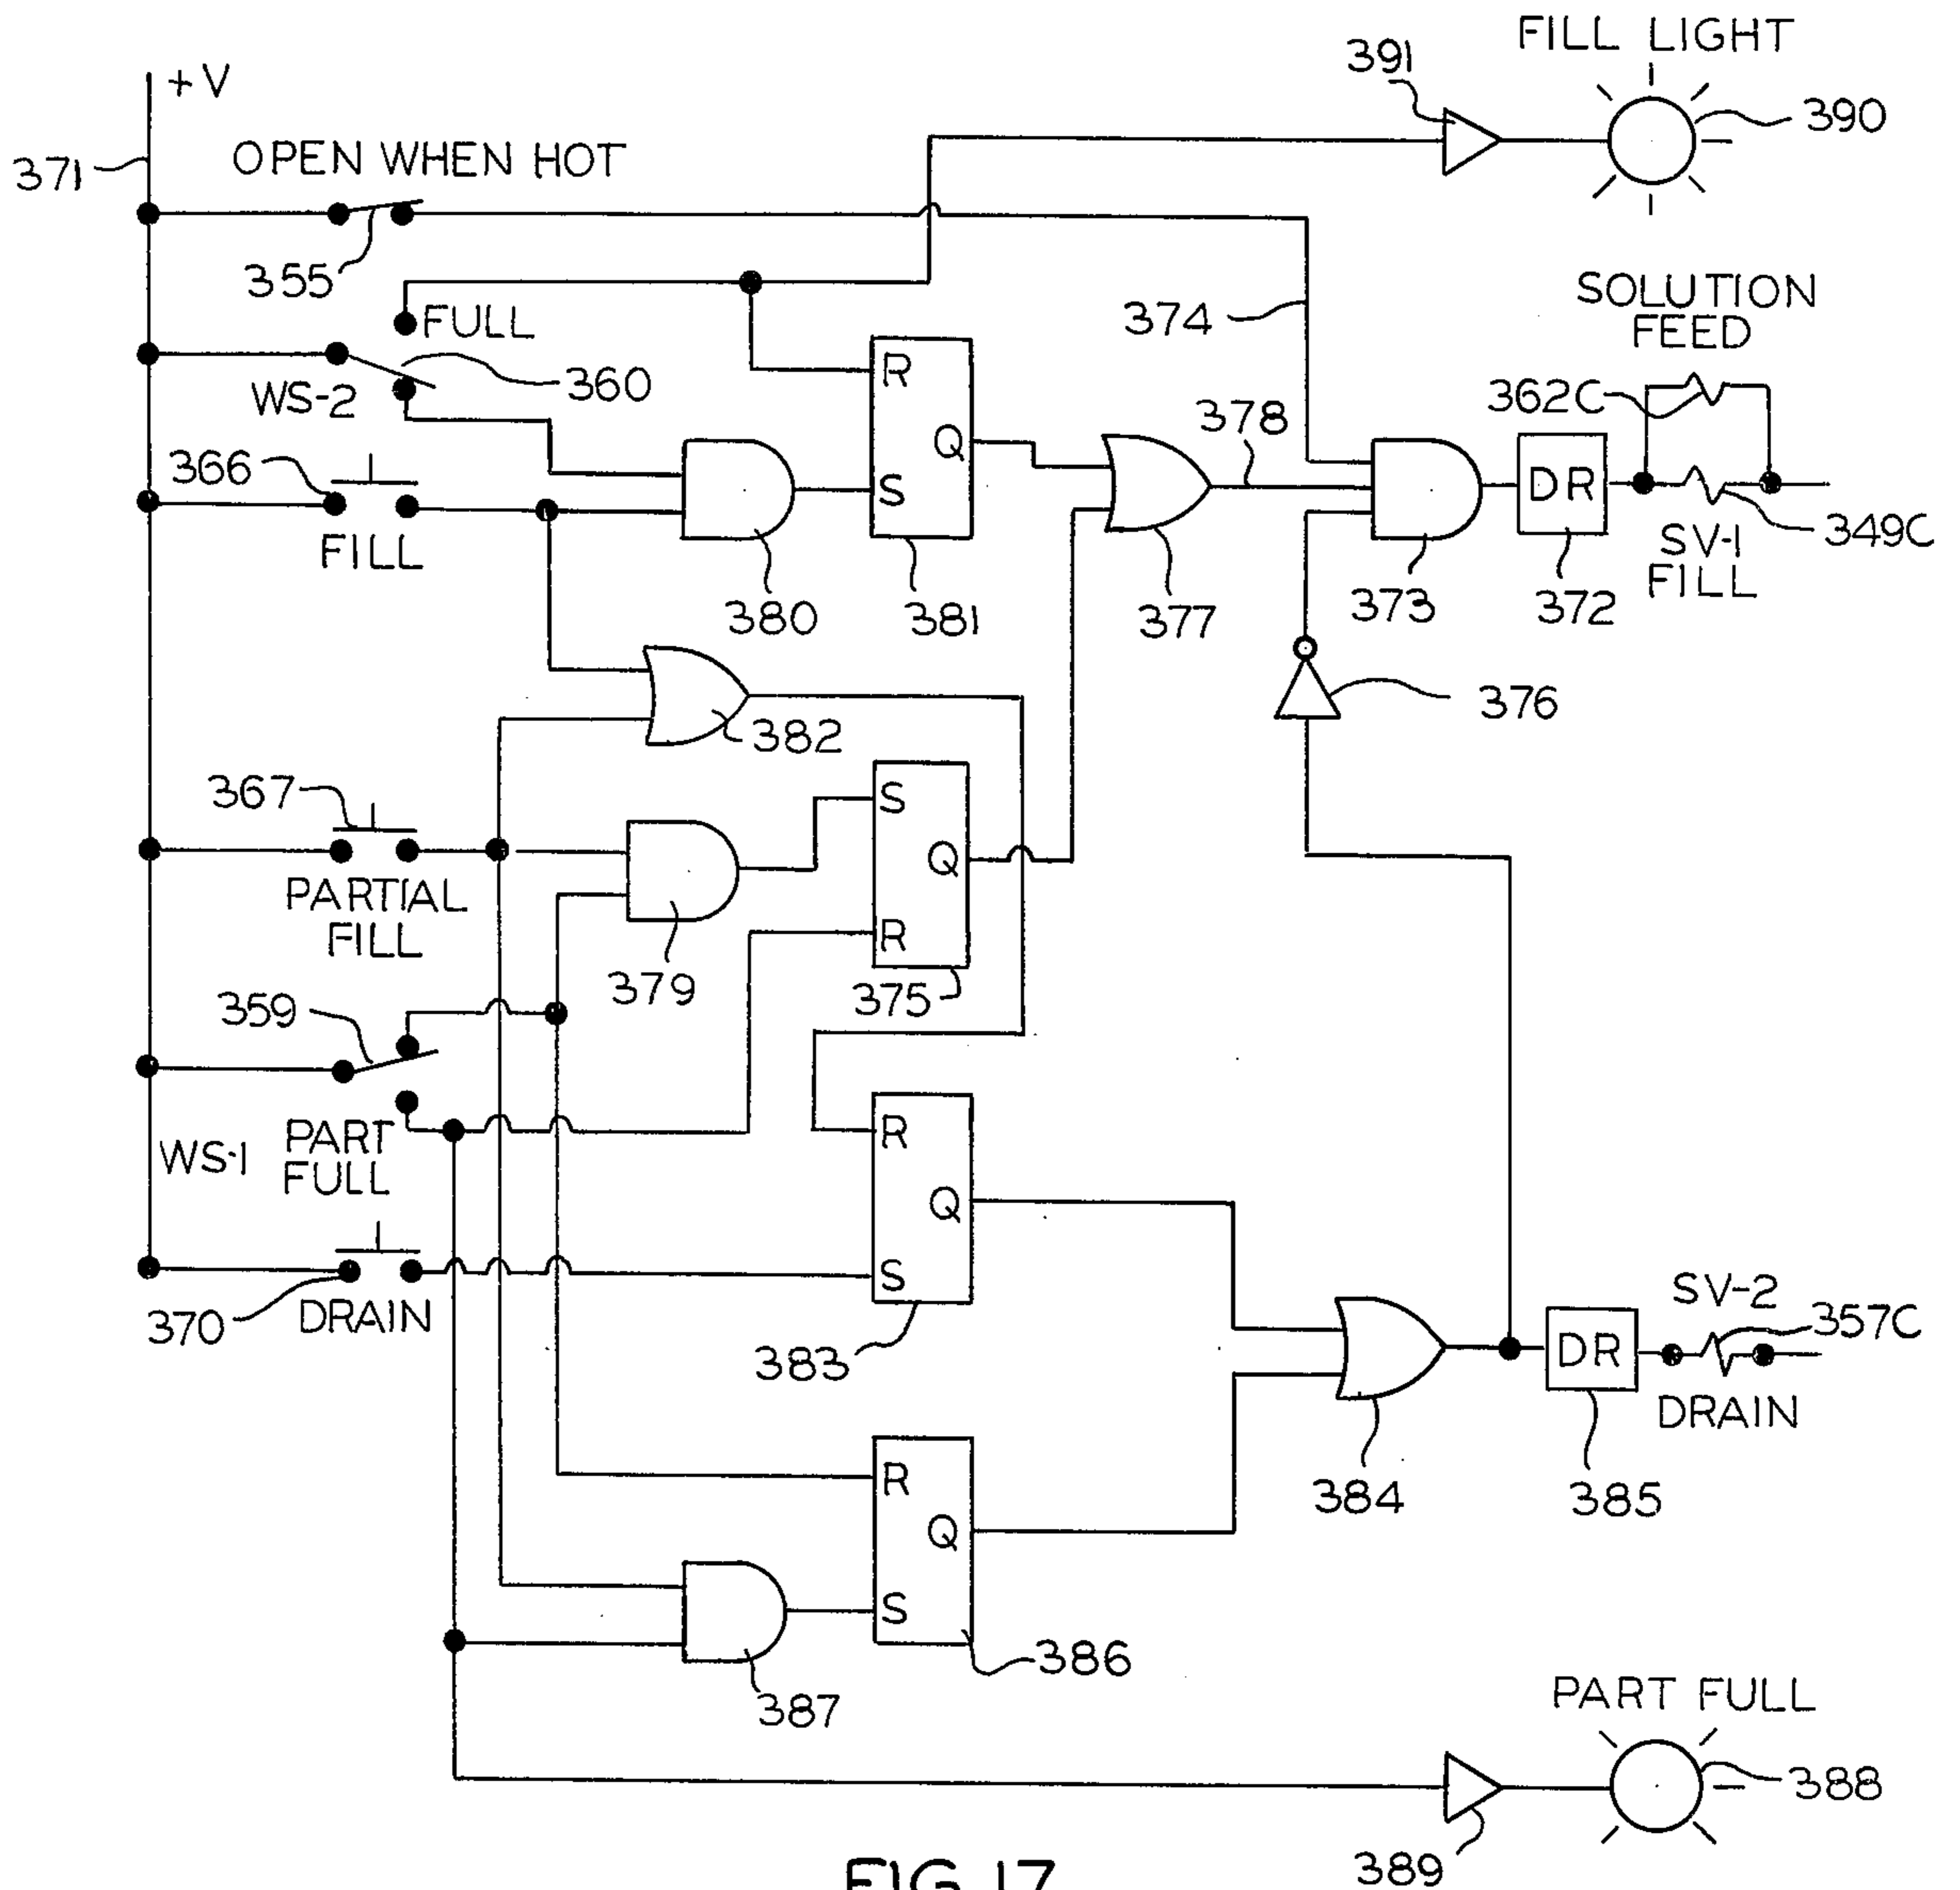 FILL LIGHT
391
390
+V
371
OPEN WHEN HOT
355
FULL
WS-2
360
366
FILL
R
Q
S
380
381
374
378
377
SOLUTION
FEED
362C
DR
349C
SV-1
FILL
373
372
376
382
367
PARTIAL
FILL
S
Q
R
379
375
359
WS-1
PART
FULL
R
Q
S
370
DRAIN
383
SV-2
357C
DR
DRAIN
384
385
R
Q
S
386
387
PART FULL
388
389
FIG. 17